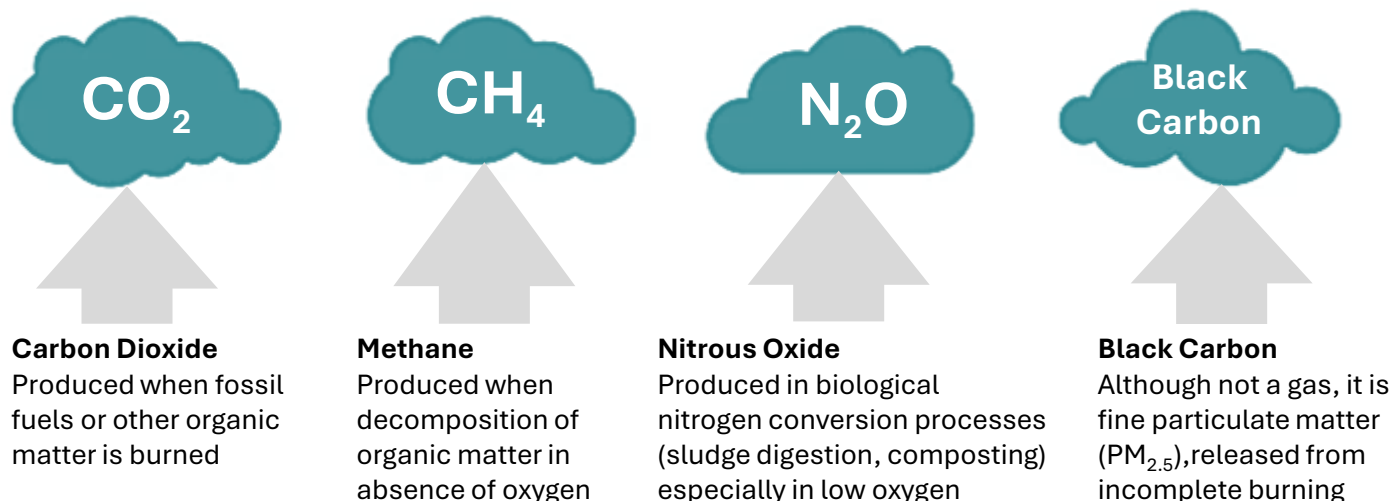 CO₂
CH₄
N₂O
Black
Carbon
Carbon Dioxide
Produced when fossil
fuels or other organic
matter is burned
Methane
Produced when
decomposition of
organic matter in
absence of oxygen
Nitrous Oxide
Produced in biological
nitrogen conversion processes
(sludge digestion, composting)
especially in low oxygen
Black Carbon
Although not a gas, it is
fine particulate matter
(PM₂.₅),released from
incomplete burning